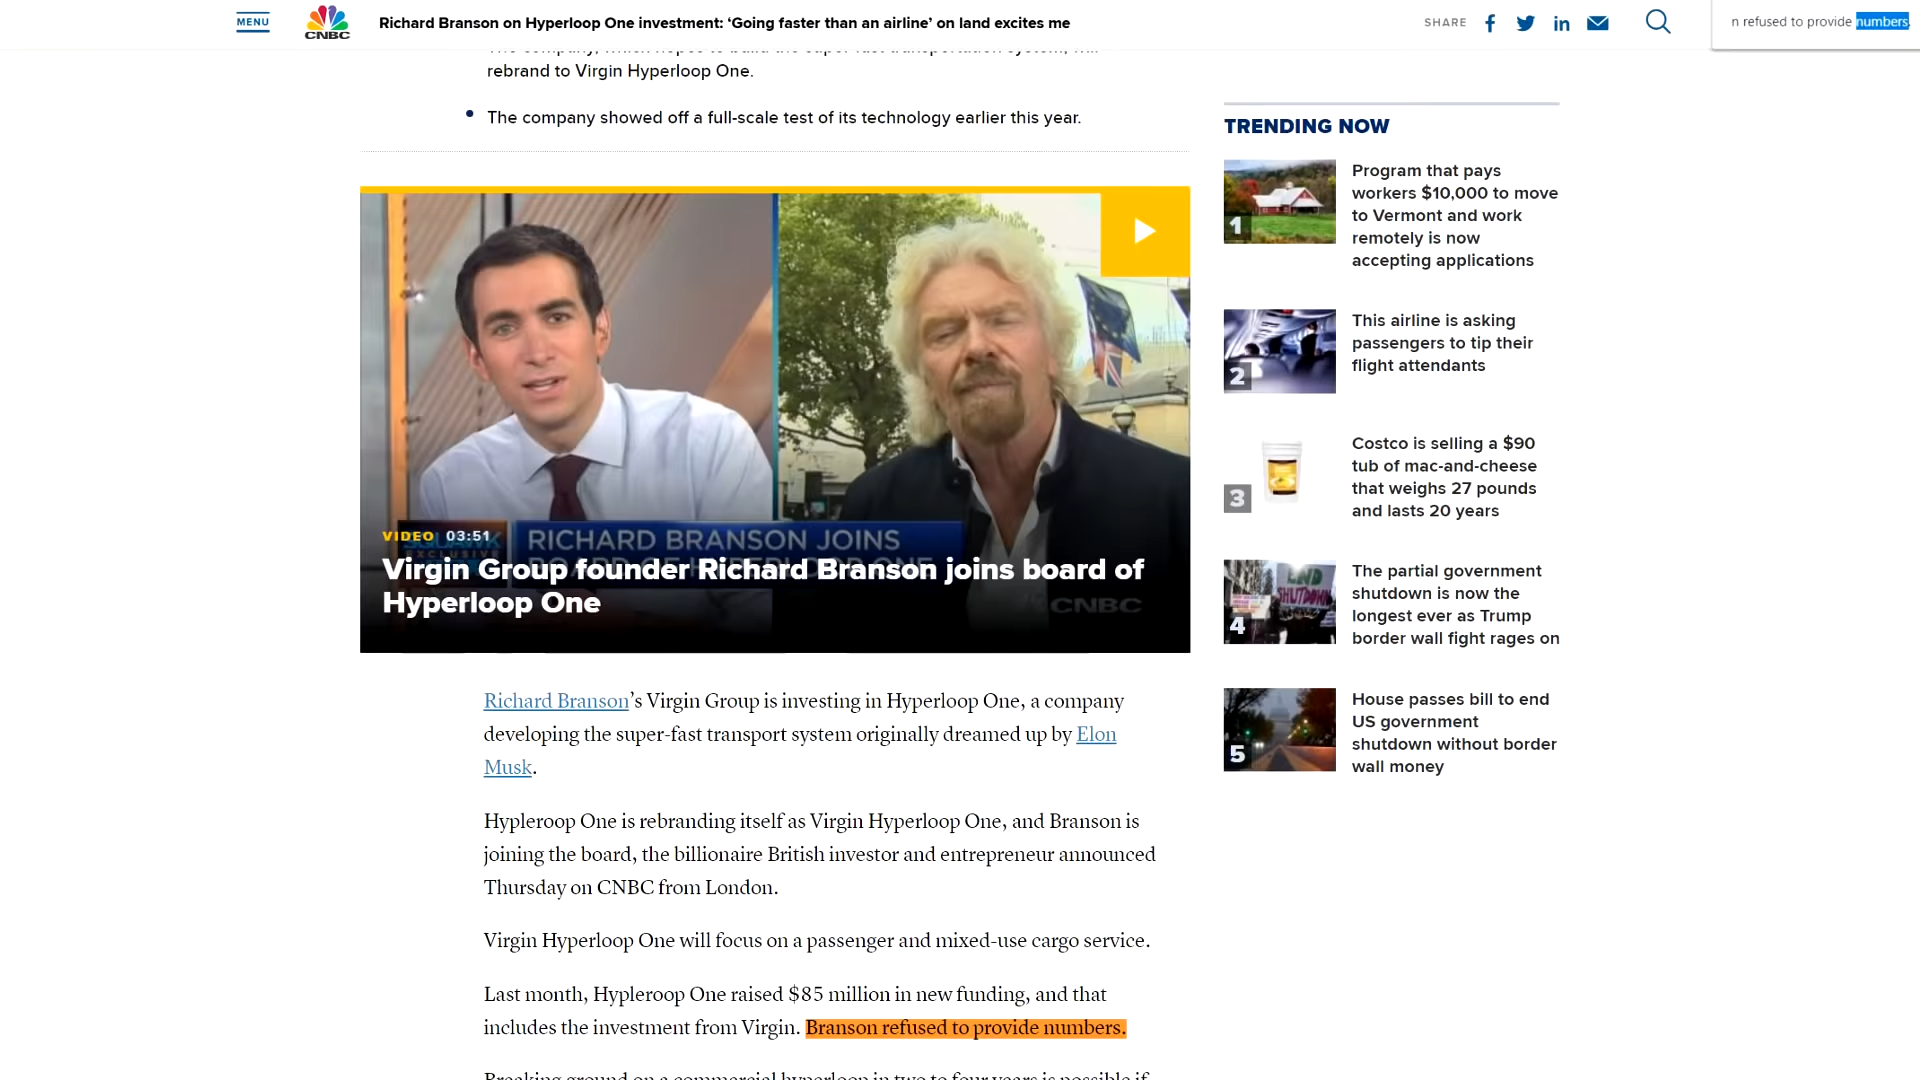 MENU
CNBC
Richard Branson on Hyperloop One investment: ‘Going faster than an airline’ on land excites me
SHARE
n refused to provide numbers.
rebrand to Virgin Hyperloop One.
The company showed off a full-scale test of its technology earlier this year.
VIDEO 03:51
RICHARD BRANSON JOINS
Virgin Group founder Richard Branson joins board of
Hyperloop One
CNBC
Richard Branson’s Virgin Group is investing in Hyperloop One, a company
developing the super-fast transport system originally dreamed up by Elon
Musk.
Hypleroop One is rebranding itself as Virgin Hyperloop One, and Branson is
joining the board, the billionaire British investor and entrepreneur announced
Thursday on CNBC from London.
Virgin Hyperloop One will focus on a passenger and mixed-use cargo service.
Last month, Hypleroop One raised $85 million in new funding, and that
includes the investment from Virgin. Branson refused to provide numbers.
Breaking ground on a commercial hyperloop in two to four years is possible if
TRENDING NOW
1
Program that pays
workers $10,000 to move
to Vermont and work
remotely is now
accepting applications
2
This airline is asking
passengers to tip their
flight attendants
3
Costco is selling a $90
tub of mac-and-cheese
that weighs 27 pounds
and lasts 20 years
4
END
SHUTDOWN
The partial government
shutdown is now the
longest ever as Trump
border wall fight rages on
5
House passes bill to end
US government
shutdown without border
wall money